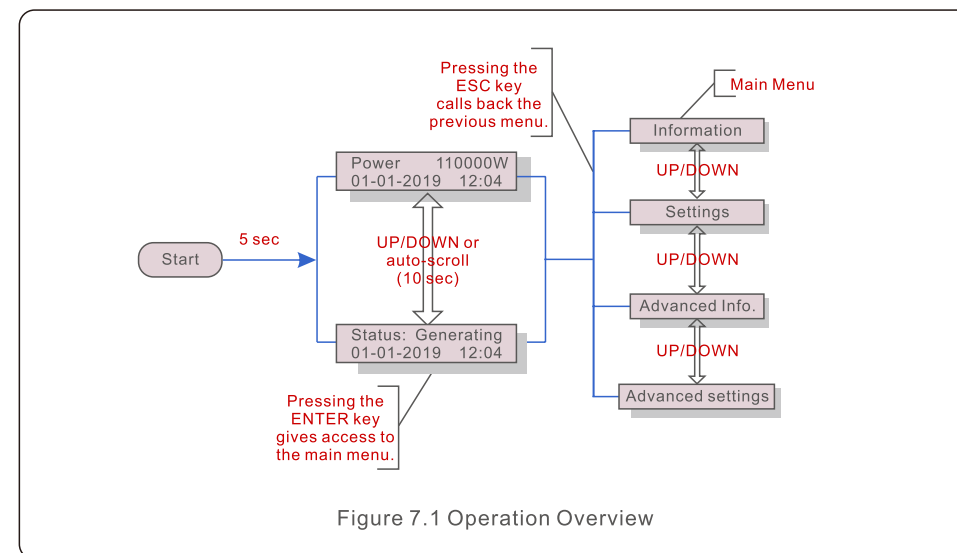 Pressing the
ESC key
calls back the
previous menu.
Main Menu
Information
Power 110000W
01-01-2019 12:04
UP/DOWN
Settings
5 sec
Start
UP/DOWN or
auto-scroll
(10 sec)
UP/DOWN
Advanced Info.
Status: Generating
01-01-2019 12:04
UP/DOWN
Advanced settings
Pressing the
ENTER key
gives access to
the main menu.
Figure 7.1 Operation Overview